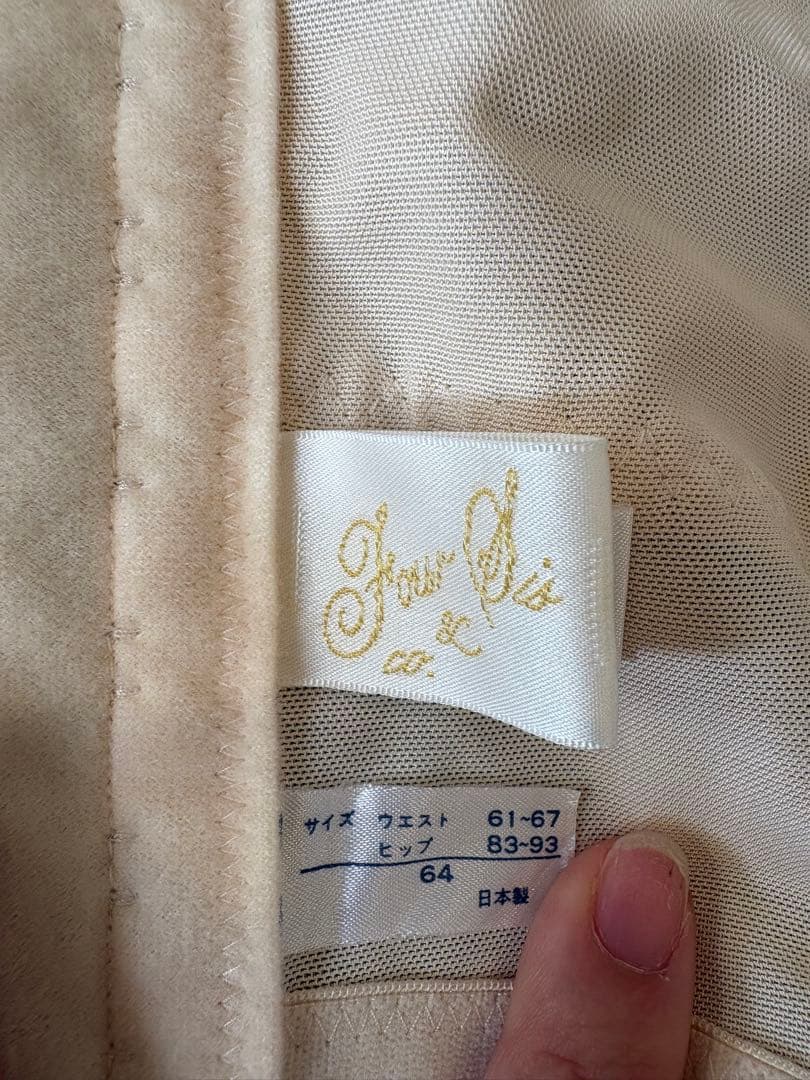 Four Sis
& co.
サイズ ウエスト 61~67
ヒップ 83~93
64
日本製